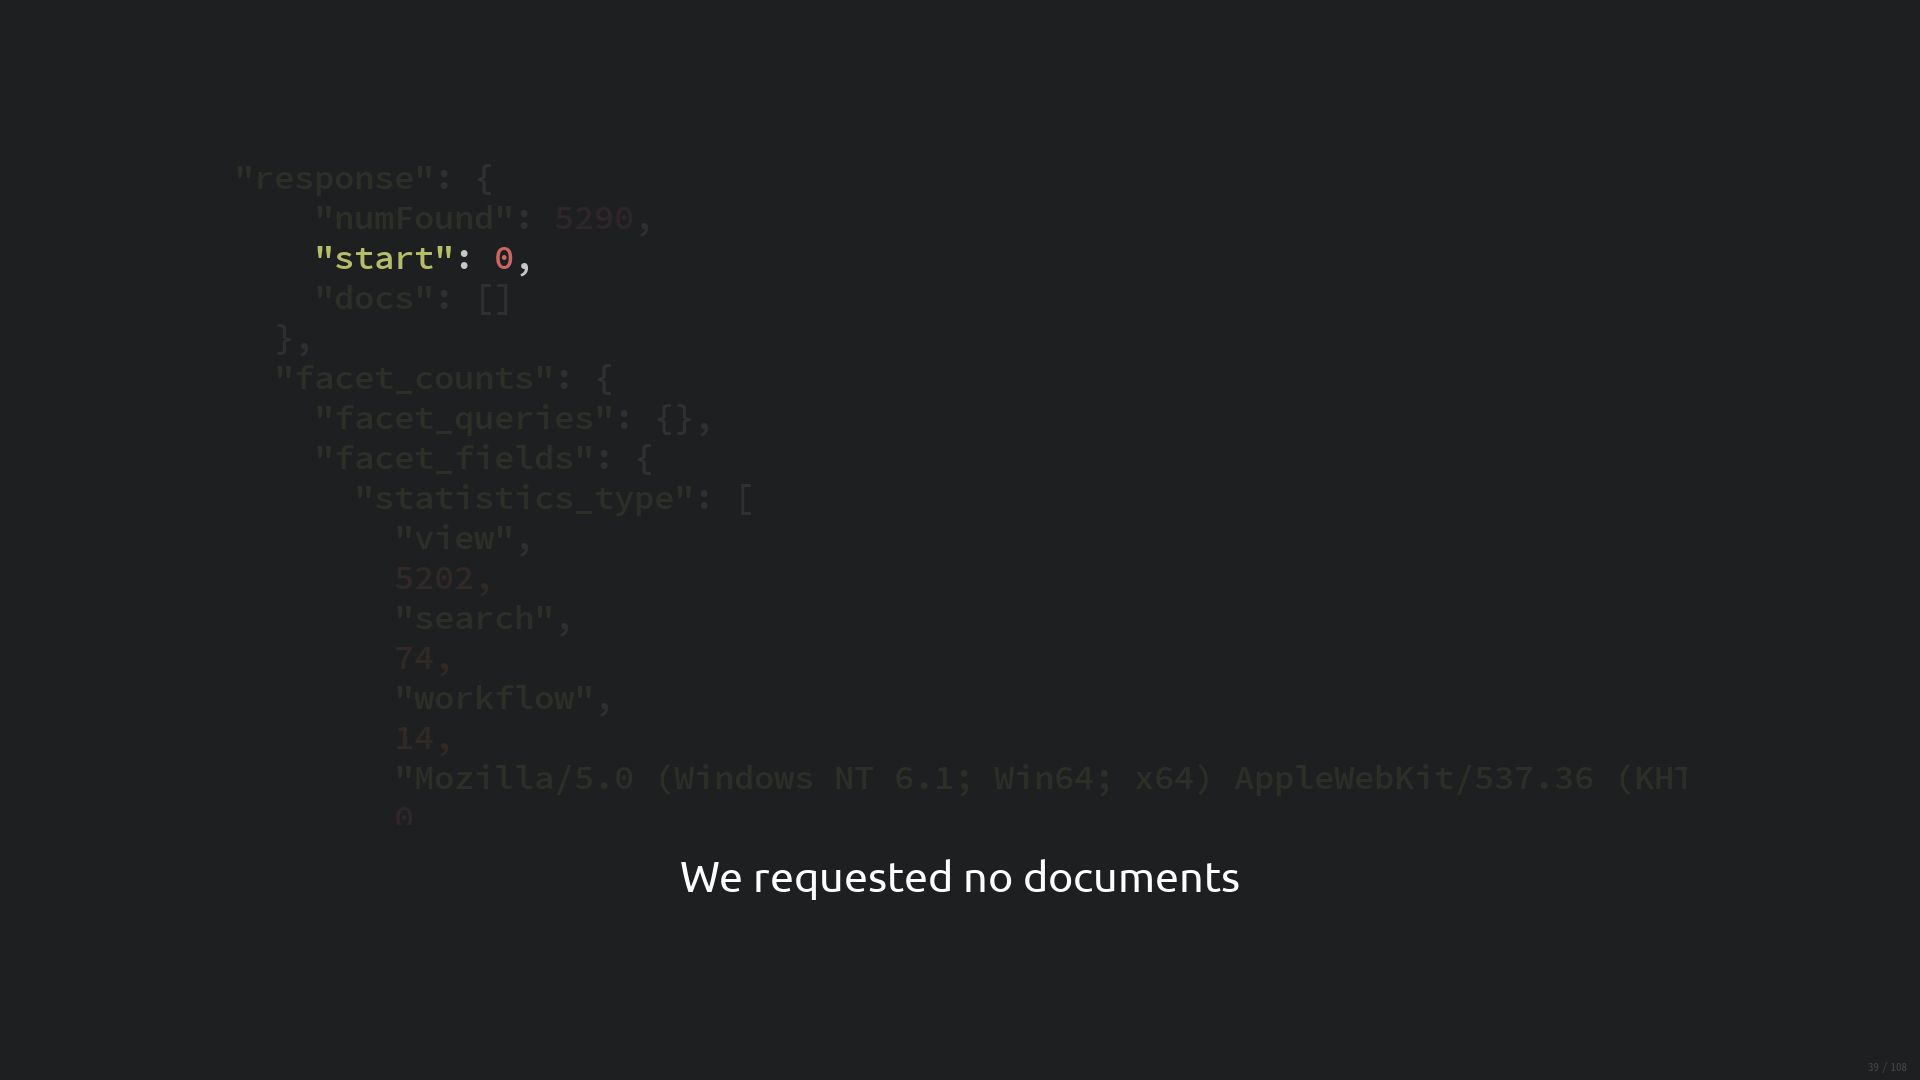 "response": {
"numFound": 5290,
"start": 0,
"docs": []
},
"facet_counts": {
"facet_queries": {},
"facet_fields": {
"statistics_type": [
"view",
5202,
"search",
74,
"workflow",
14,
"Mozilla/5.0 (Windows NT 6.1; Win64; x64) AppleWebKit/537.36 (KHT
0
We requested no documents
39 / 108